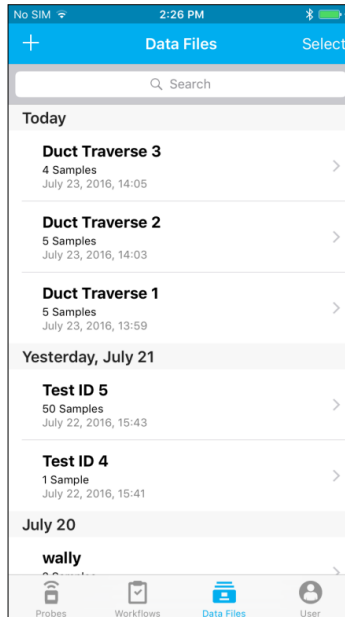 No SIM 2:26 PM
+ Data Files Select
Search
Today
Duct Traverse 3
4 Samples
July 23, 2016, 14:05
Duct Traverse 2
5 Samples
July 23, 2016, 14:03
Duct Traverse 1
5 Samples
July 23, 2016, 13:59
Yesterday, July 21
Test ID 5
50 Samples
July 22, 2016, 15:43
Test ID 4
1 Sample
July 22, 2016, 15:41
July 20
wally
Probes Workflows Data Files User